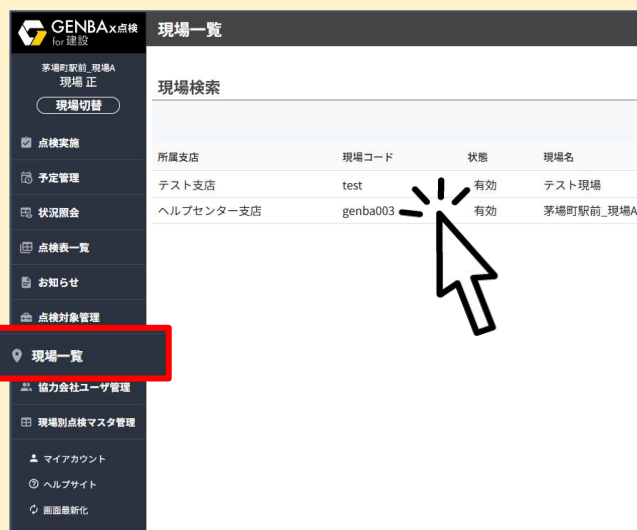 GENBAx点検
for 建設
現場一覧
茅場町駅前_現場A
現場 正
現場切替
現場検索
点検実施
予定管理
状況照会
点検表一覧
お知らせ
点検対象管理
現場一覧
協力会社ユーザ管理
現場別点検マスタ管理
マイアカウント
ヘルプサイト
画面最新化
所属支店 現場コード 状態 現場名
テスト支店 test 有効 テスト現場
ヘルプセンター支店 genba003 有効 茅場町駅前_現場A